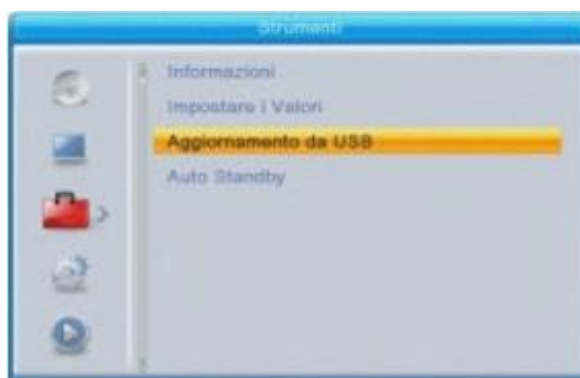 Strumenti
Informazioni
Impostare i Valori
Aggiornamento da USB
Auto Standby